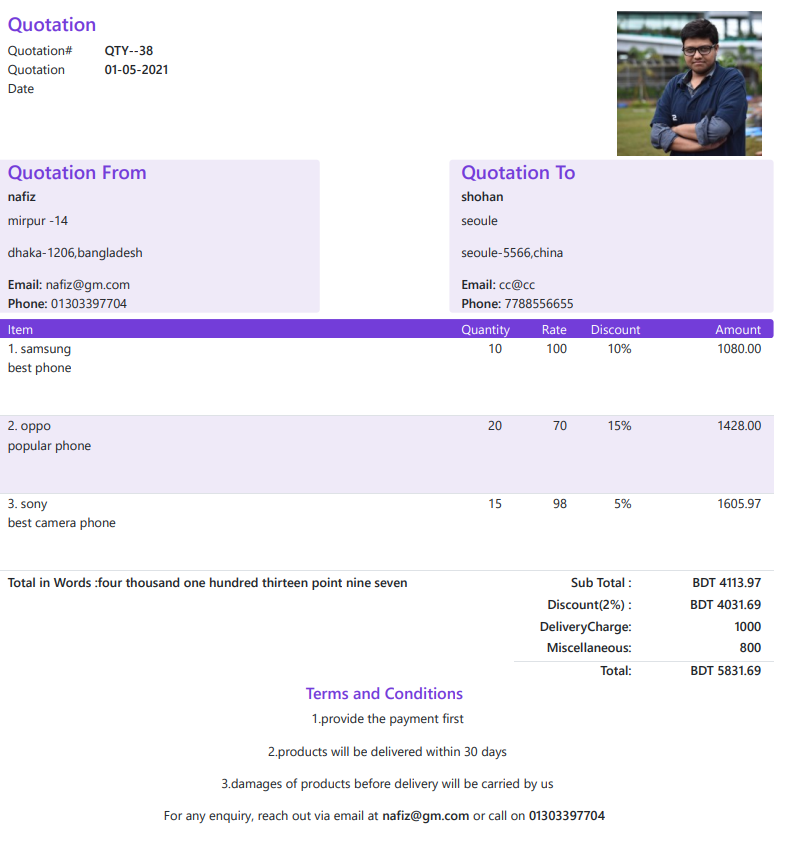 Quotation
Quotation# QTY--38
Quotation Date 01-05-2021
Quotation From
nafiz
mirpur -14
dhaka-1206,bangladesh
Email: nafiz@gm.com
Phone: 01303397704
Quotation To
shohan
seoule
seoule-5566,china
Email: cc@cc
Phone: 7788556655
Item Quantity Rate Discount Amount
1. samsung 10 100 10% 1080.00
best phone
2. oppo 20 70 15% 1428.00
popular phone
3. sony 15 98 5% 1605.97
best camera phone
Total in Words :four thousand one hundred thirteen point nine seven
Sub Total : BDT 4113.97
Discount(2%) : BDT 4031.69
DeliveryCharge: 1000
Miscellaneous: 800
Total: BDT 5831.69
Terms and Conditions
1.provide the payment first
2.products will be delivered within 30 days
3.damages of products before delivery will be carried by us
For any enquiry, reach out via email at nafiz@gm.com or call on 01303397704